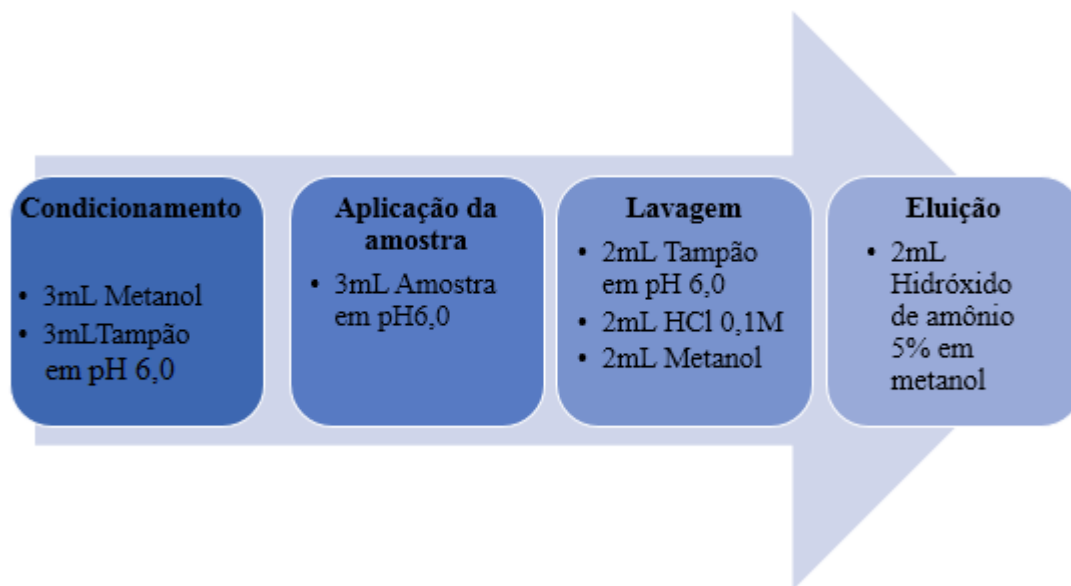 Condicionamento
• 3mL Metanol
• 3mLTampão
em pH 6,0
Aplicação da
amostra
• 3mL Amostra
em pH6,0
Lavagem
• 2mL Tampão
em pH 6,0
• 2mL HCl 0,1M
• 2mL Metanol
Eluição
• 2mL
Hidróxido
de amônio
5% em
metanol